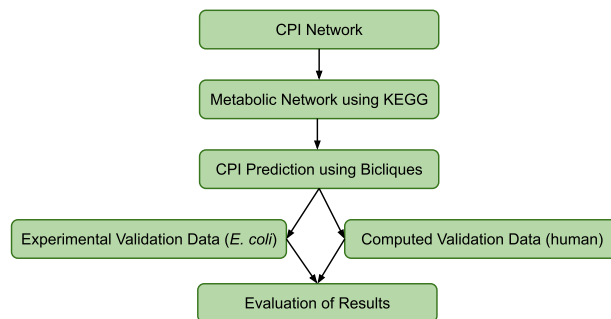 CPI Network
Metabolic Network using KEGG
CPI Prediction using Bicliques
Experimental Validation Data (E. coli)
Computed Validation Data (human)
Evaluation of Results